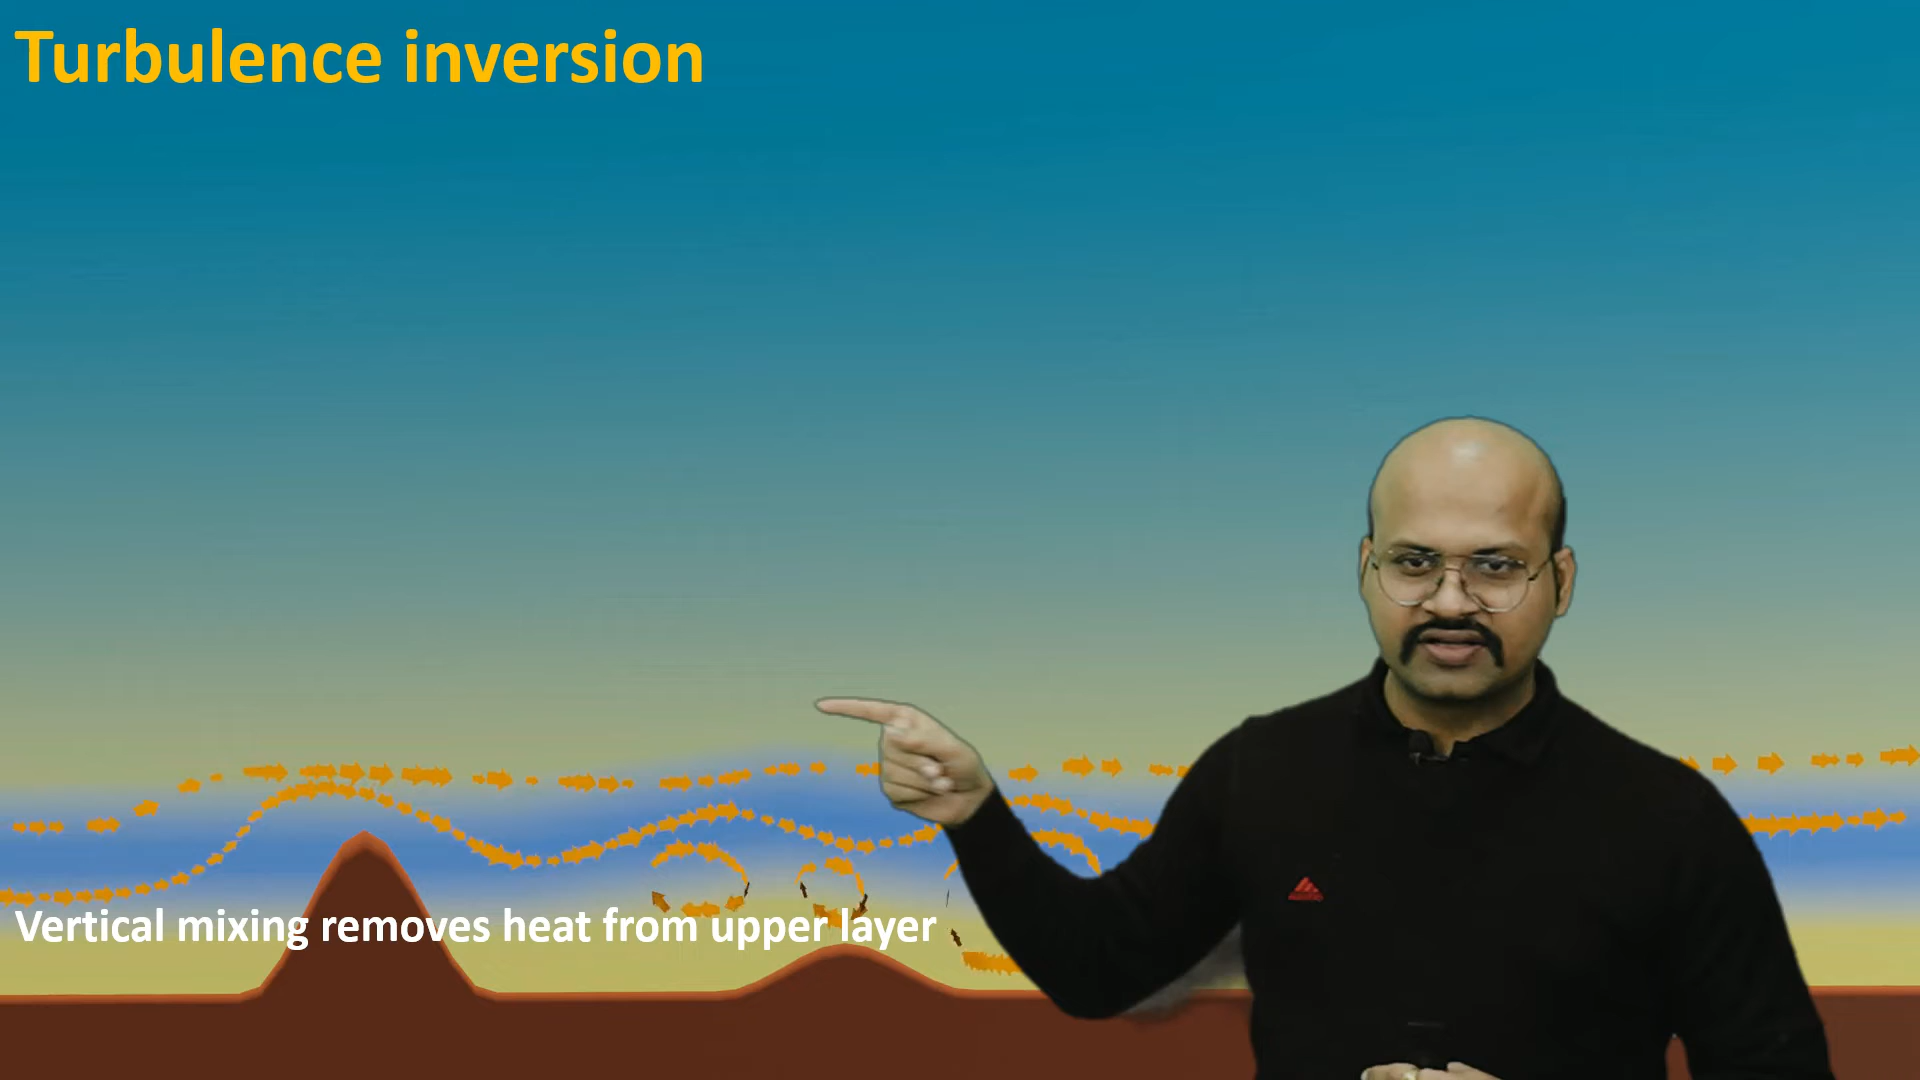 Turbulence inversion
Vertical mixing removes heat from upper layer